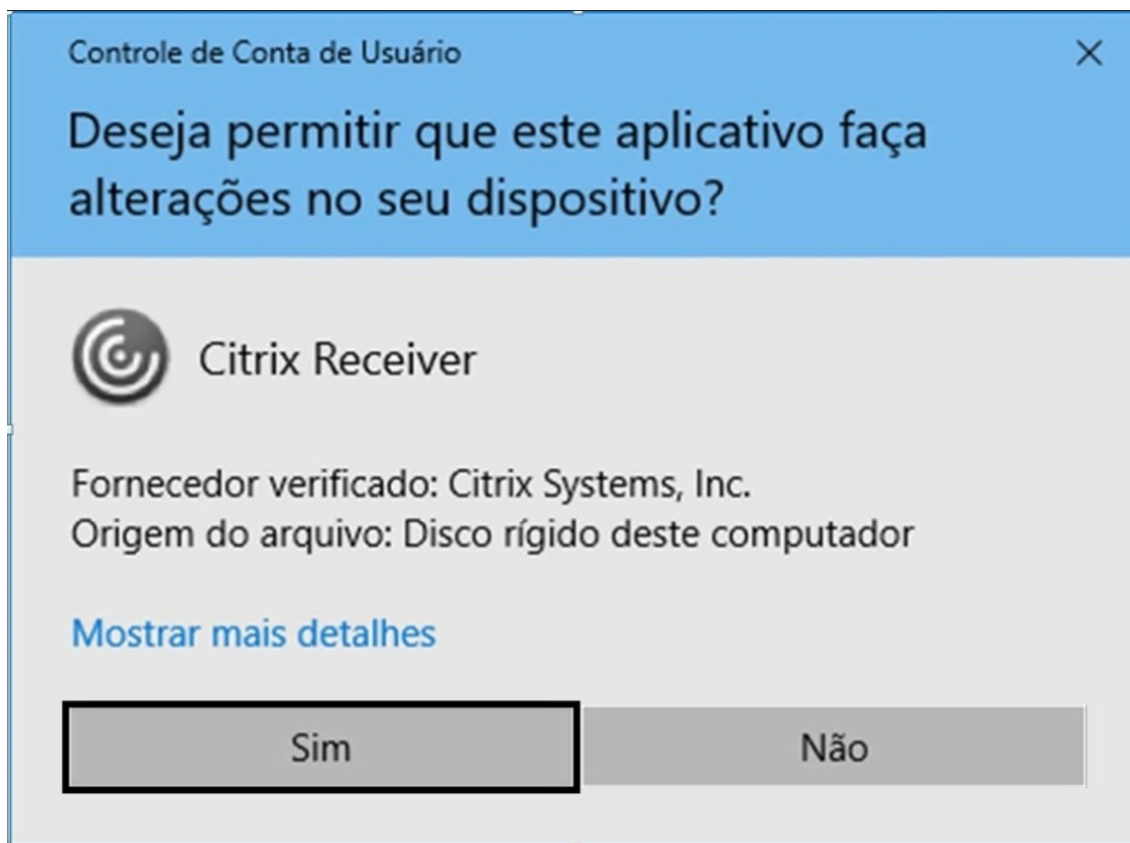 Controle de Conta de Usuário
Deseja permitir que este aplicativo faça
alterações no seu dispositivo?
Citrix Receiver
Fornecedor verificado: Citrix Systems, Inc.
Origem do arquivo: Disco rígido deste computador
Mostrar mais detalhes
Sim
Não